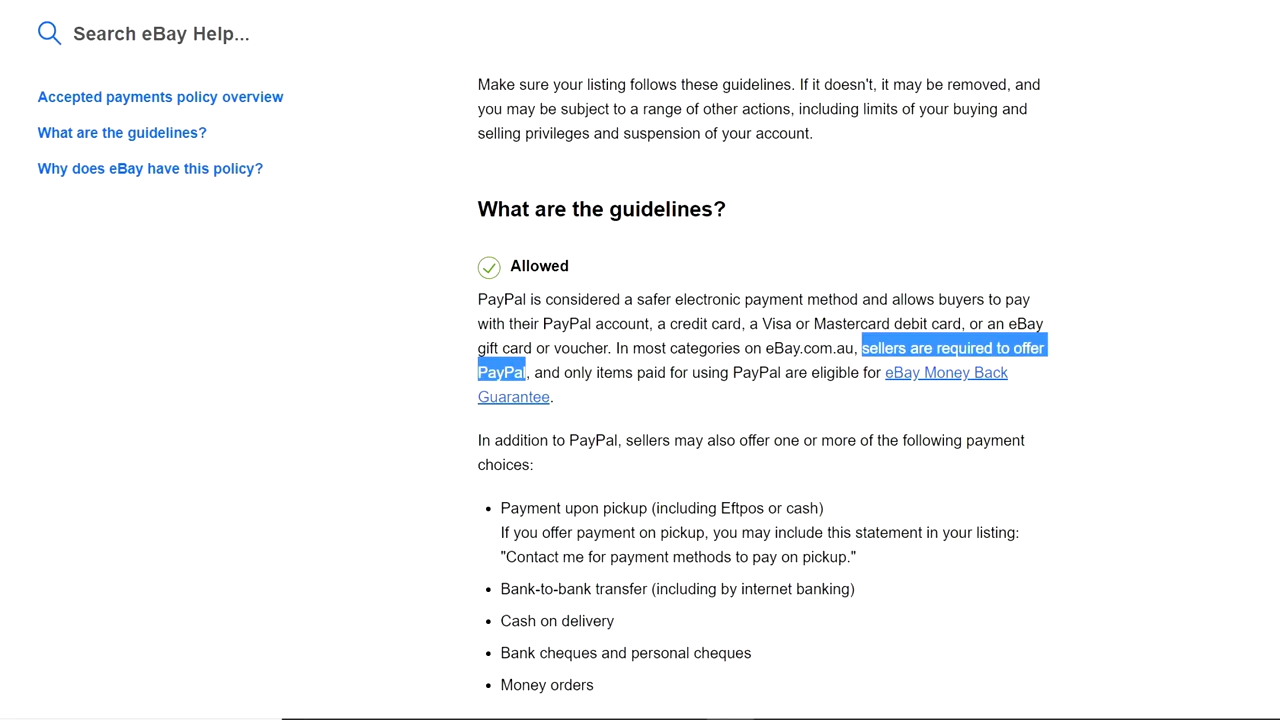 Search eBay Help...
Accepted payments policy overview
What are the guidelines?
Why does eBay have this policy?
Make sure your listing follows these guidelines. If it doesn't, it may be removed, and
you may be subject to a range of other actions, including limits of your buying and
selling privileges and suspension of your account.
What are the guidelines?
Allowed
PayPal is considered a safer electronic payment method and allows buyers to pay
with their PayPal account, a credit card, a Visa or Mastercard debit card, or an eBay
gift card or voucher. In most categories on eBay.com.au, sellers are required to offer
PayPal, and only items paid for using PayPal are eligible for eBay Money Back
Guarantee.
In addition to PayPal, sellers may also offer one or more of the following payment
choices:
• Payment upon pickup (including Eftpos or cash)
If you offer payment on pickup, you may include this statement in your listing:
"Contact me for payment methods to pay on pickup."
• Bank-to-bank transfer (including by internet banking)
• Cash on delivery
• Bank cheques and personal cheques
• Money orders